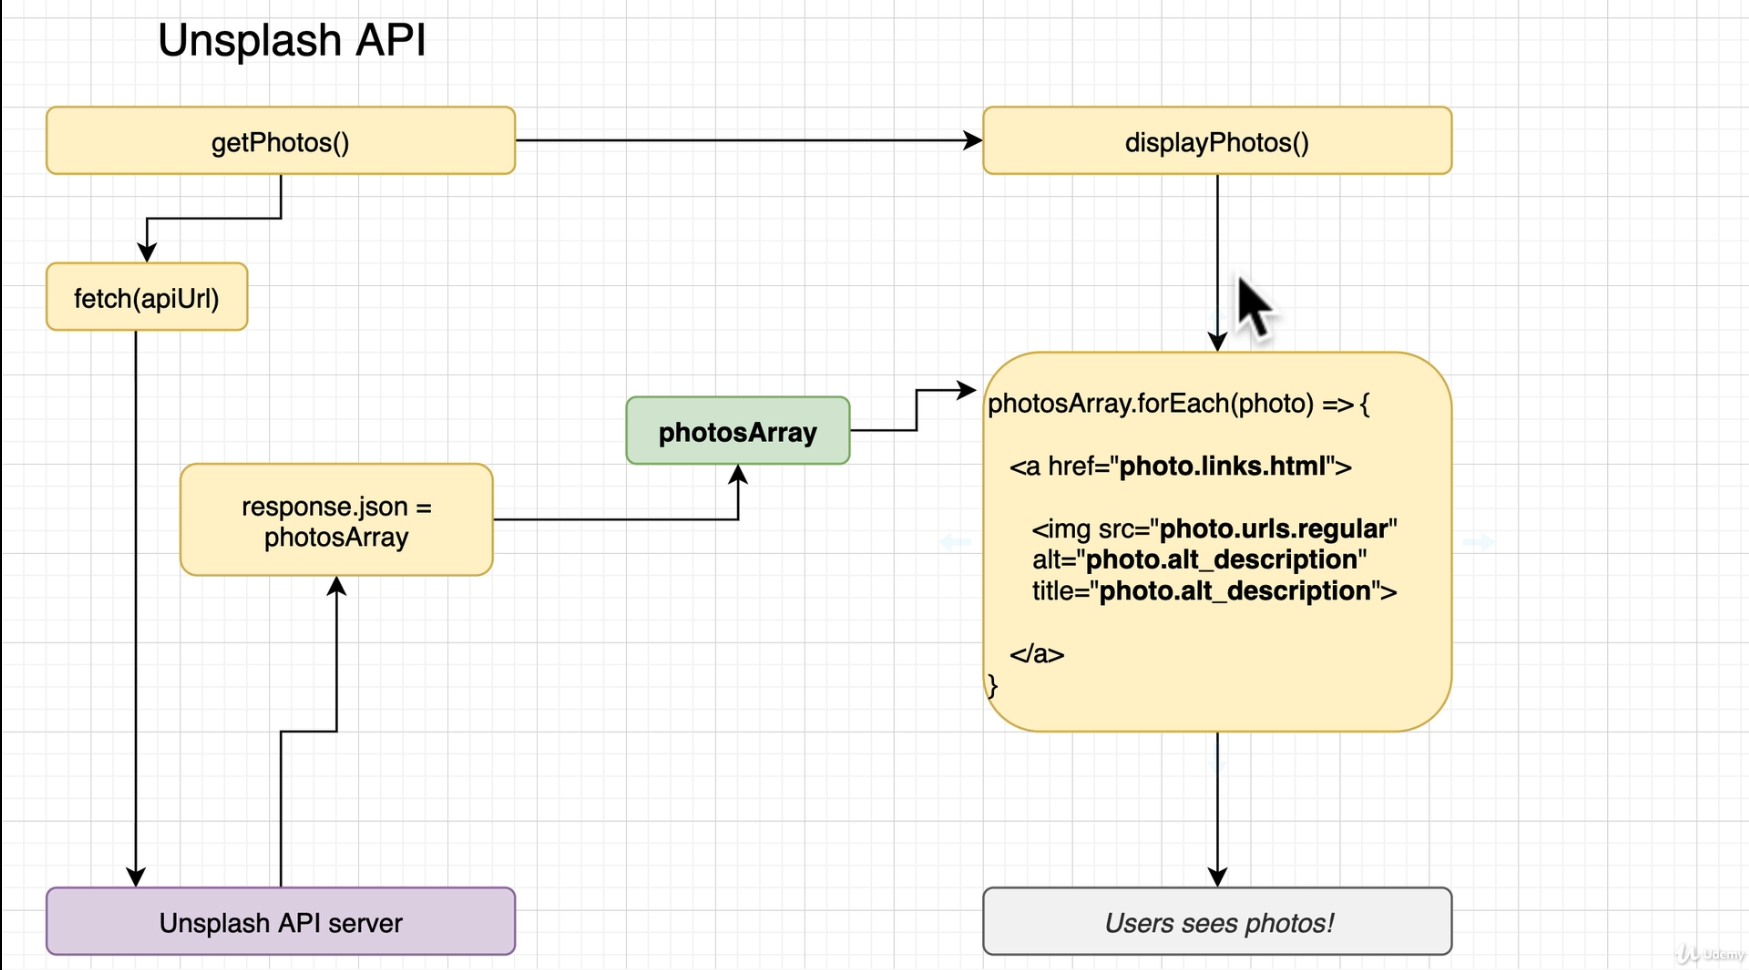 Unsplash API
getPhotos()
displayPhotos()
fetch(apiUrl)
photosArray
response.json =
photosArray
photosArray.forEach(photo) => {
<a href="photo.links.html">
<img src="photo.urls.regular"
alt="photo.alt_description"
title="photo.alt_description">
</a>
}
Unsplash API server
Users sees photos!
Udemy